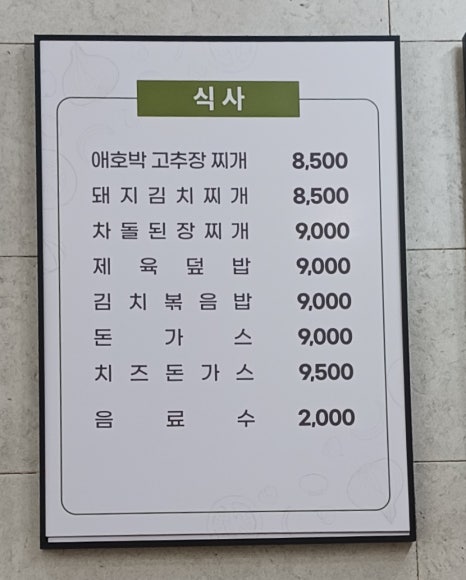 식사
애호박 고추장 찌개 8,500
돼지김치찌개 8,500
차돌된장찌개 9,000
제육덮밥 9,000
김치볶음밥 9,000
돈가스 9,000
치즈돈가스 9,500
음료수 2,000